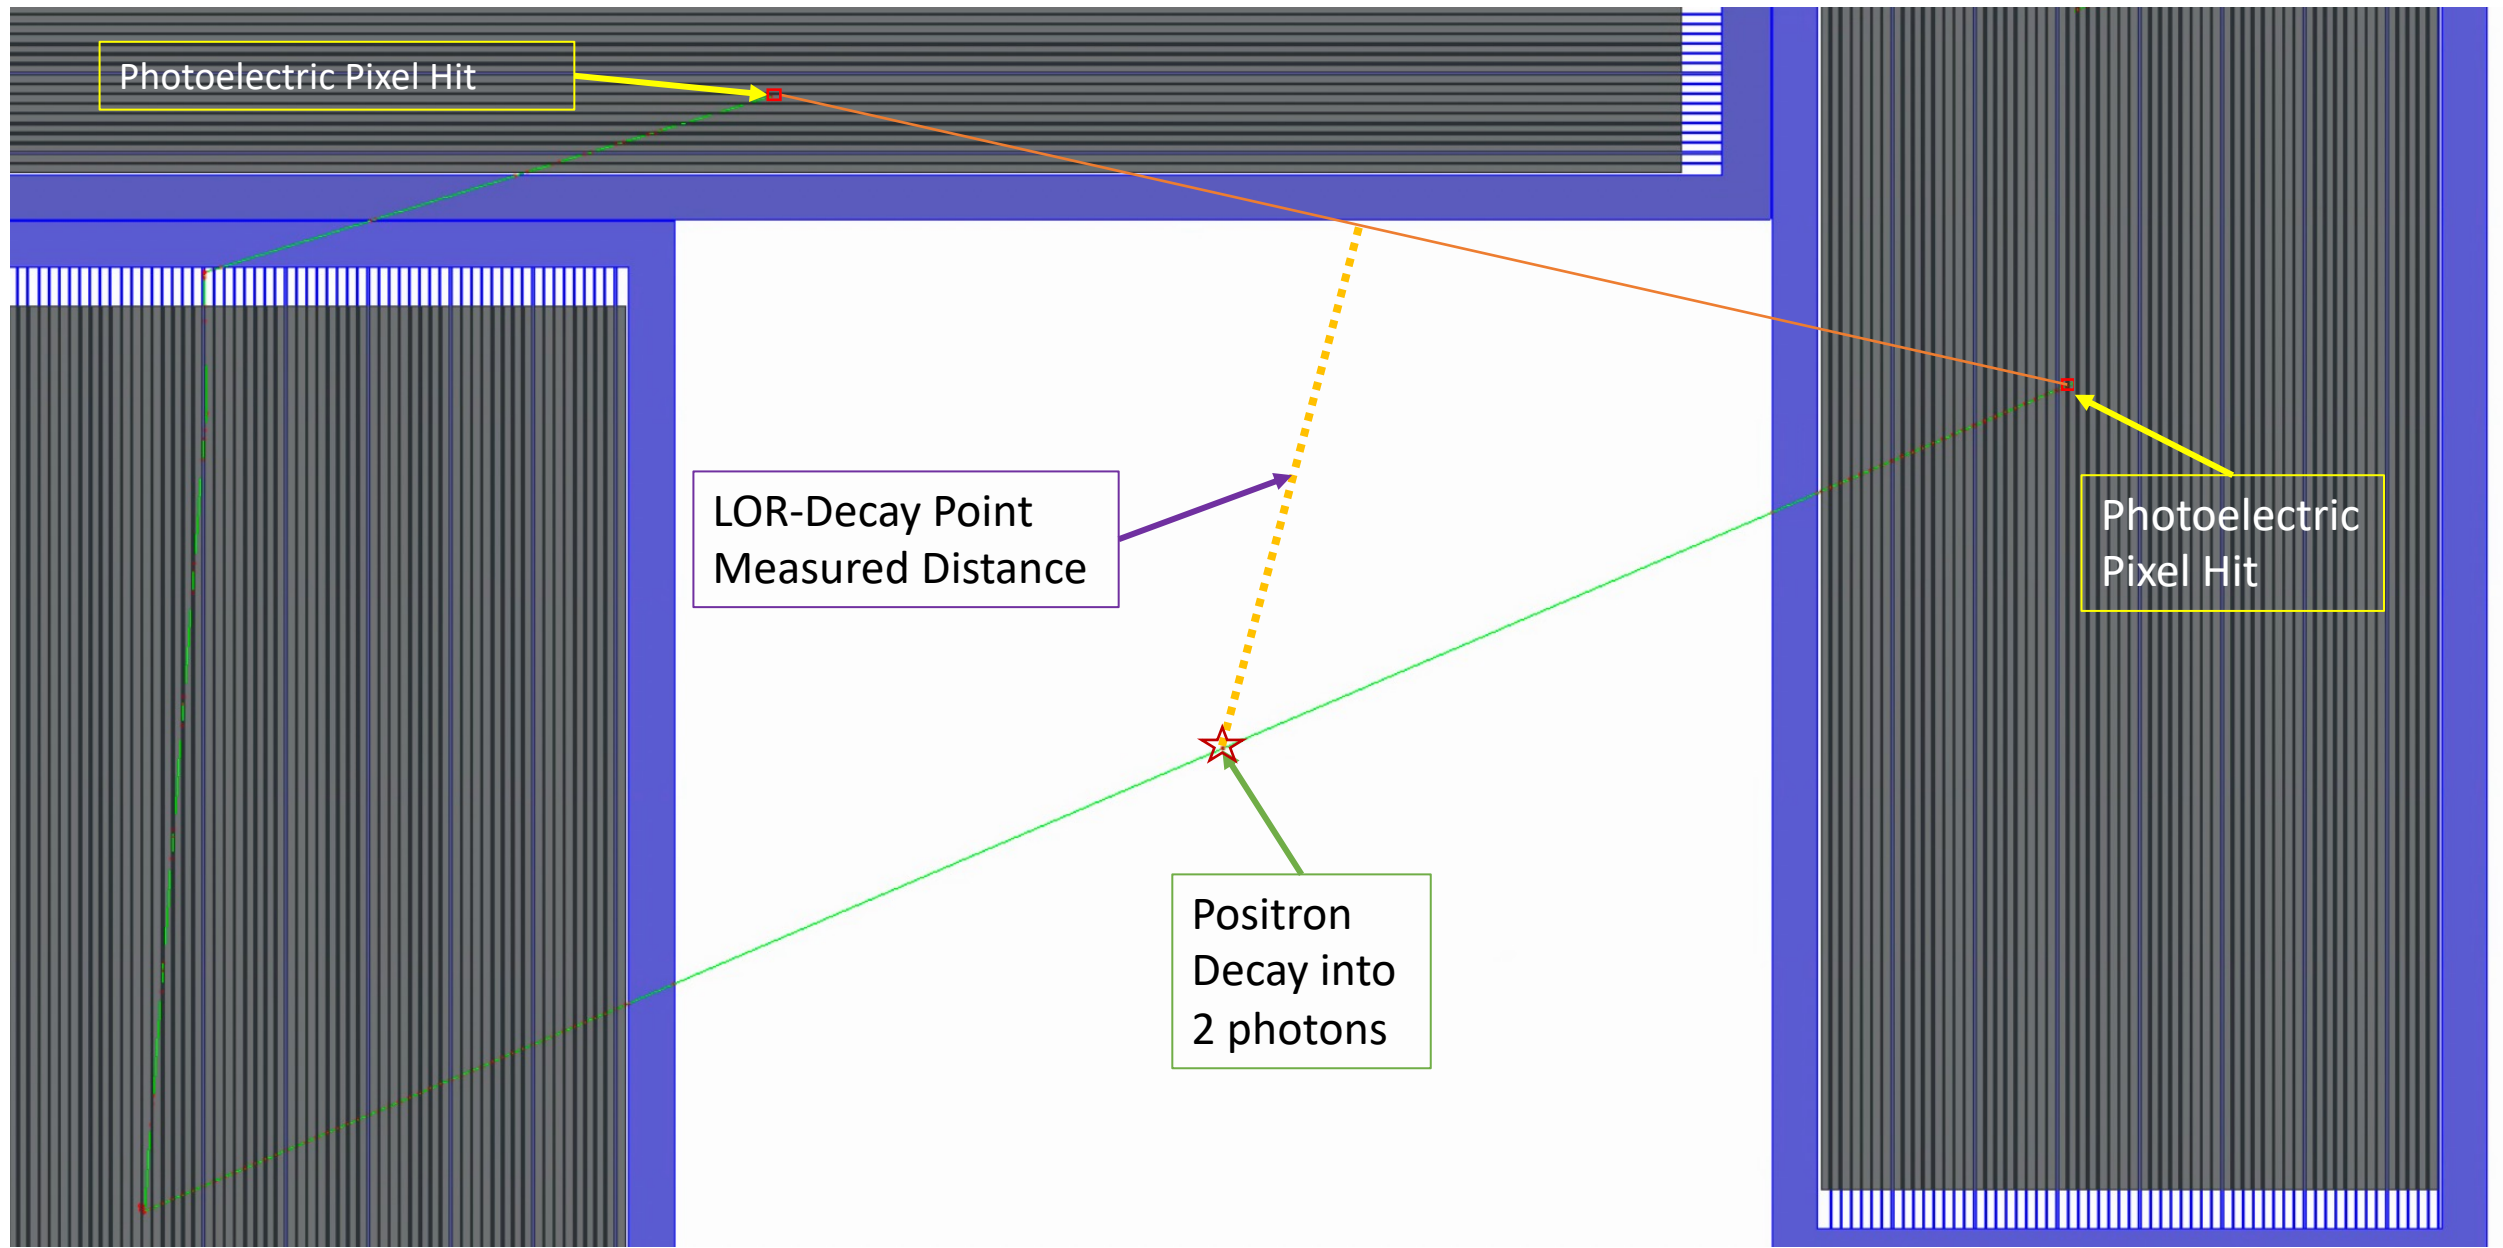 Photoelectric Pixel Hit
LOR-Decay Point
Measured Distance
Photoelectric
Pixel Hit
Positron
Decay into
2 photons